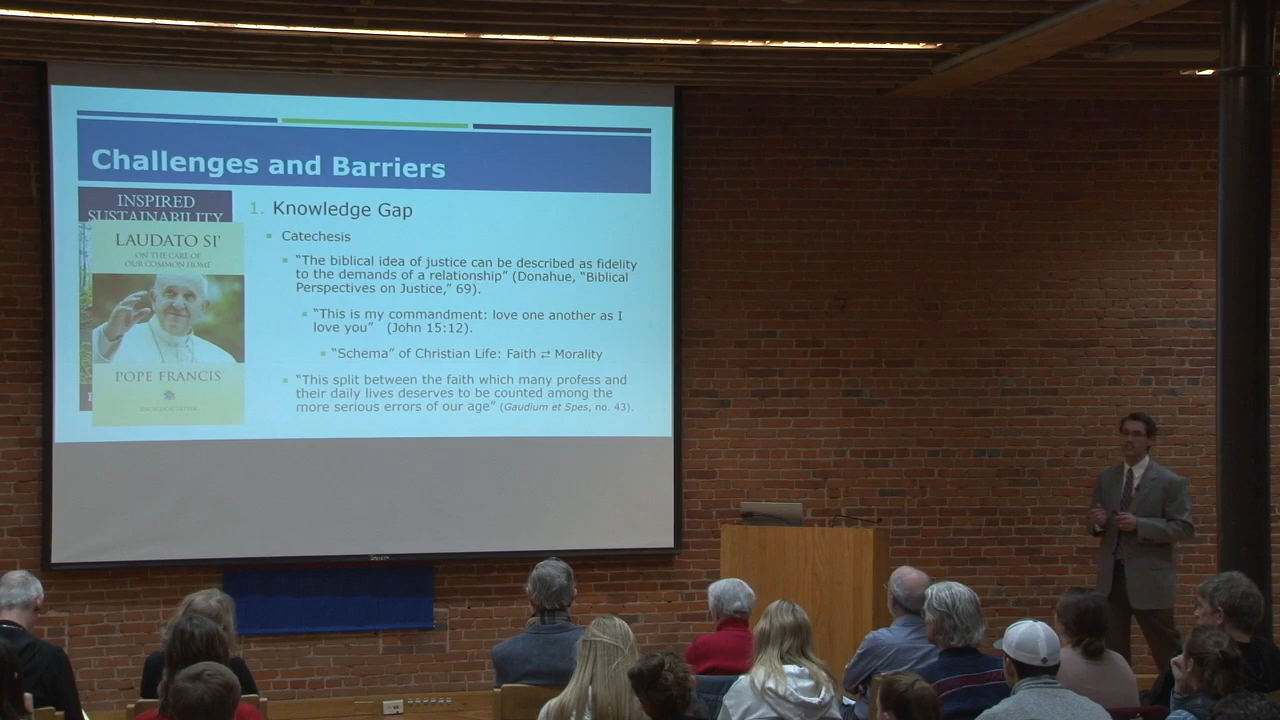 Challenges and Barriers
INSPIRED
SUSTAINABILITY
LAUDATO SI'
ON THE CARE OF
OUR COMMON HOME
POPE FRANCIS
1. Knowledge Gap
▪ Catechesis
▪ “The biblical idea of justice can be described as fidelity
to the demands of a relationship” (Donahue, “Biblical
Perspectives on Justice,” 69).
▪ “This is my commandment: love one another as I
love you” (John 15:12).
▪ “Schema” of Christian Life: Faith ⇄ Morality
▪ “This split between the faith which many profess and
their daily lives deserves to be counted among the
more serious errors of our age” (Gaudium et Spes, no. 43).